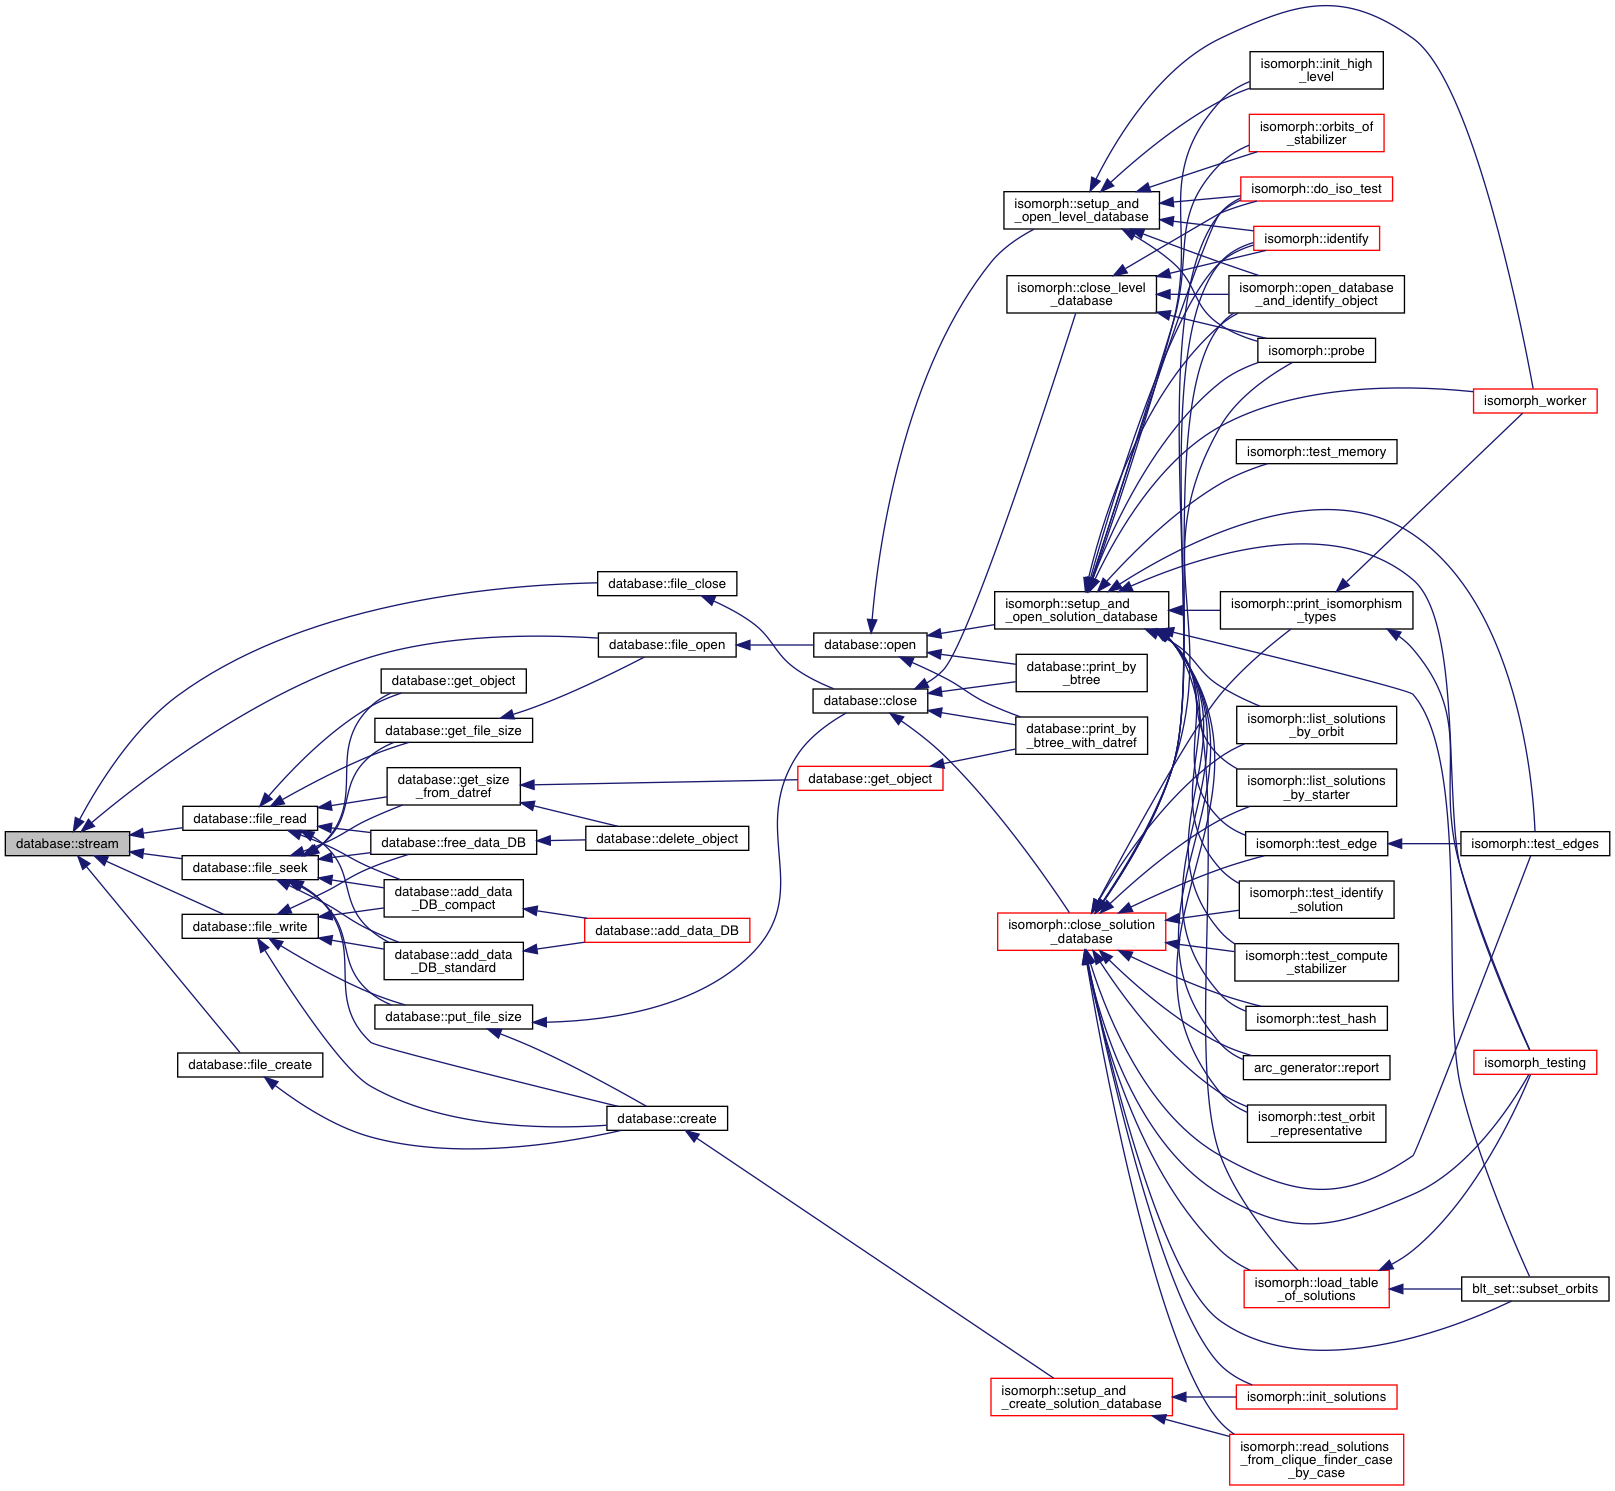 database::stream
database::file_read
database::file_seek
database::file_write
database::file_create
database::get_object
database::get_file_size
database::get_size
_from_datref
database::free_data_DB
database::add_data
_DB_compact
database::add_data
_DB_standard
database::put_file_size
database::file_close
database::file_open
database::delete_object
database::add_data_DB
database::create
database::open
database::close
database::get_object
isomorph::setup_and
_open_level_database
isomorph::close_level
_database
isomorph::setup_and
_open_solution_database
database::print_by
_btree
database::print_by
_btree_with_datref
isomorph::close_solution
_database
isomorph::setup_and
_create_solution_database
isomorph::init_high
_level
isomorph::orbits_of
_stabilizer
isomorph::do_iso_test
isomorph::identify
isomorph::open_database
_and_identify_object
isomorph::probe
isomorph::test_memory
isomorph::print_isomorphism
_types
isomorph::list_solutions
_by_orbit
isomorph::list_solutions
_by_starter
isomorph::test_edge
isomorph::test_identify
_solution
isomorph::test_compute
_stabilizer
isomorph::test_hash
arc_generator::report
isomorph::test_orbit
_representative
isomorph::load_table
_of_solutions
isomorph::init_solutions
isomorph::read_solutions
_from_clique_finder_case
_by_case
isomorph_worker
isomorph::test_edges
isomorph_testing
blt_set::subset_orbits